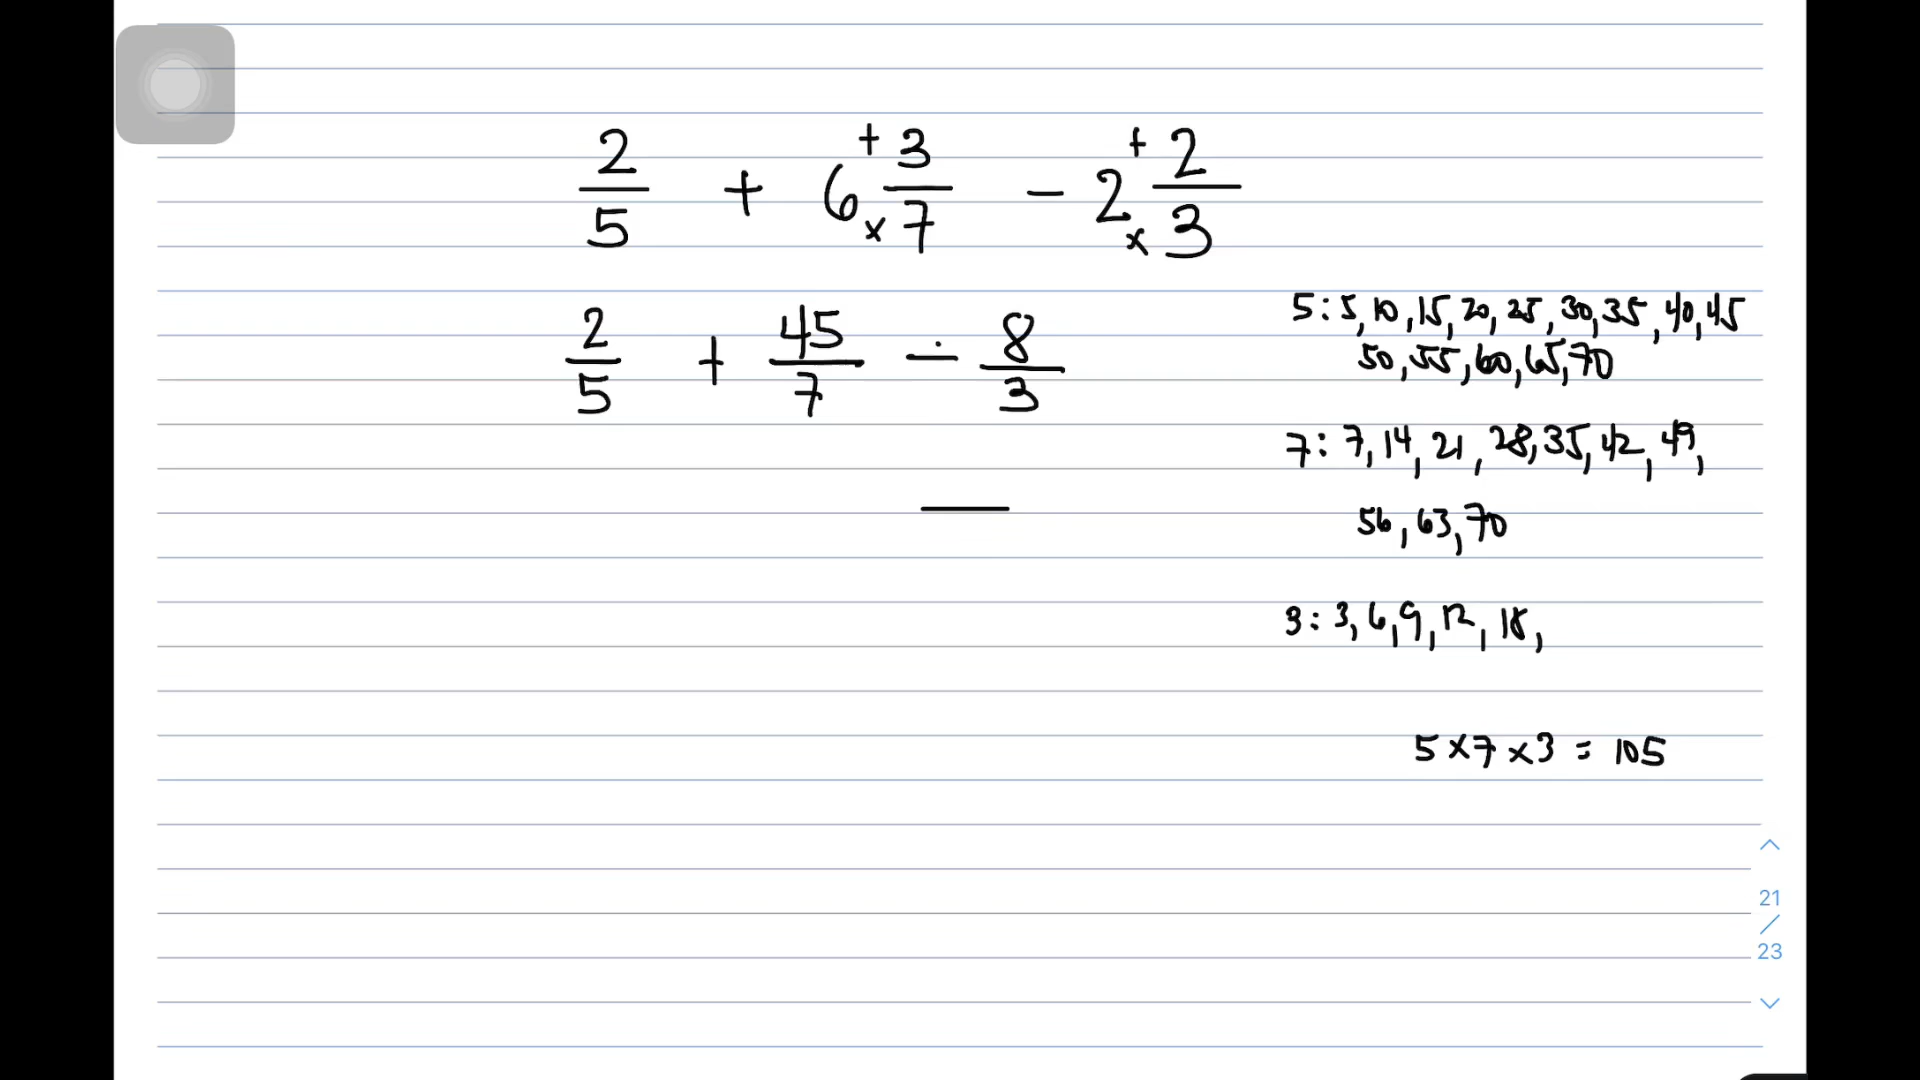 2/5 + 6 + 3/× 7 - 2 + 2/× 3
2/5 + 45/7 - 8/3
5: 5, 10, 15, 20, 25, 30, 35, 40, 45
50, 55, 60, 65, 70
7: 7, 14, 21, 28, 35, 42, 49,
56, 63, 70
3: 3, 6, 9, 12, 18,
5 × 7 × 3 = 105
21
/
23